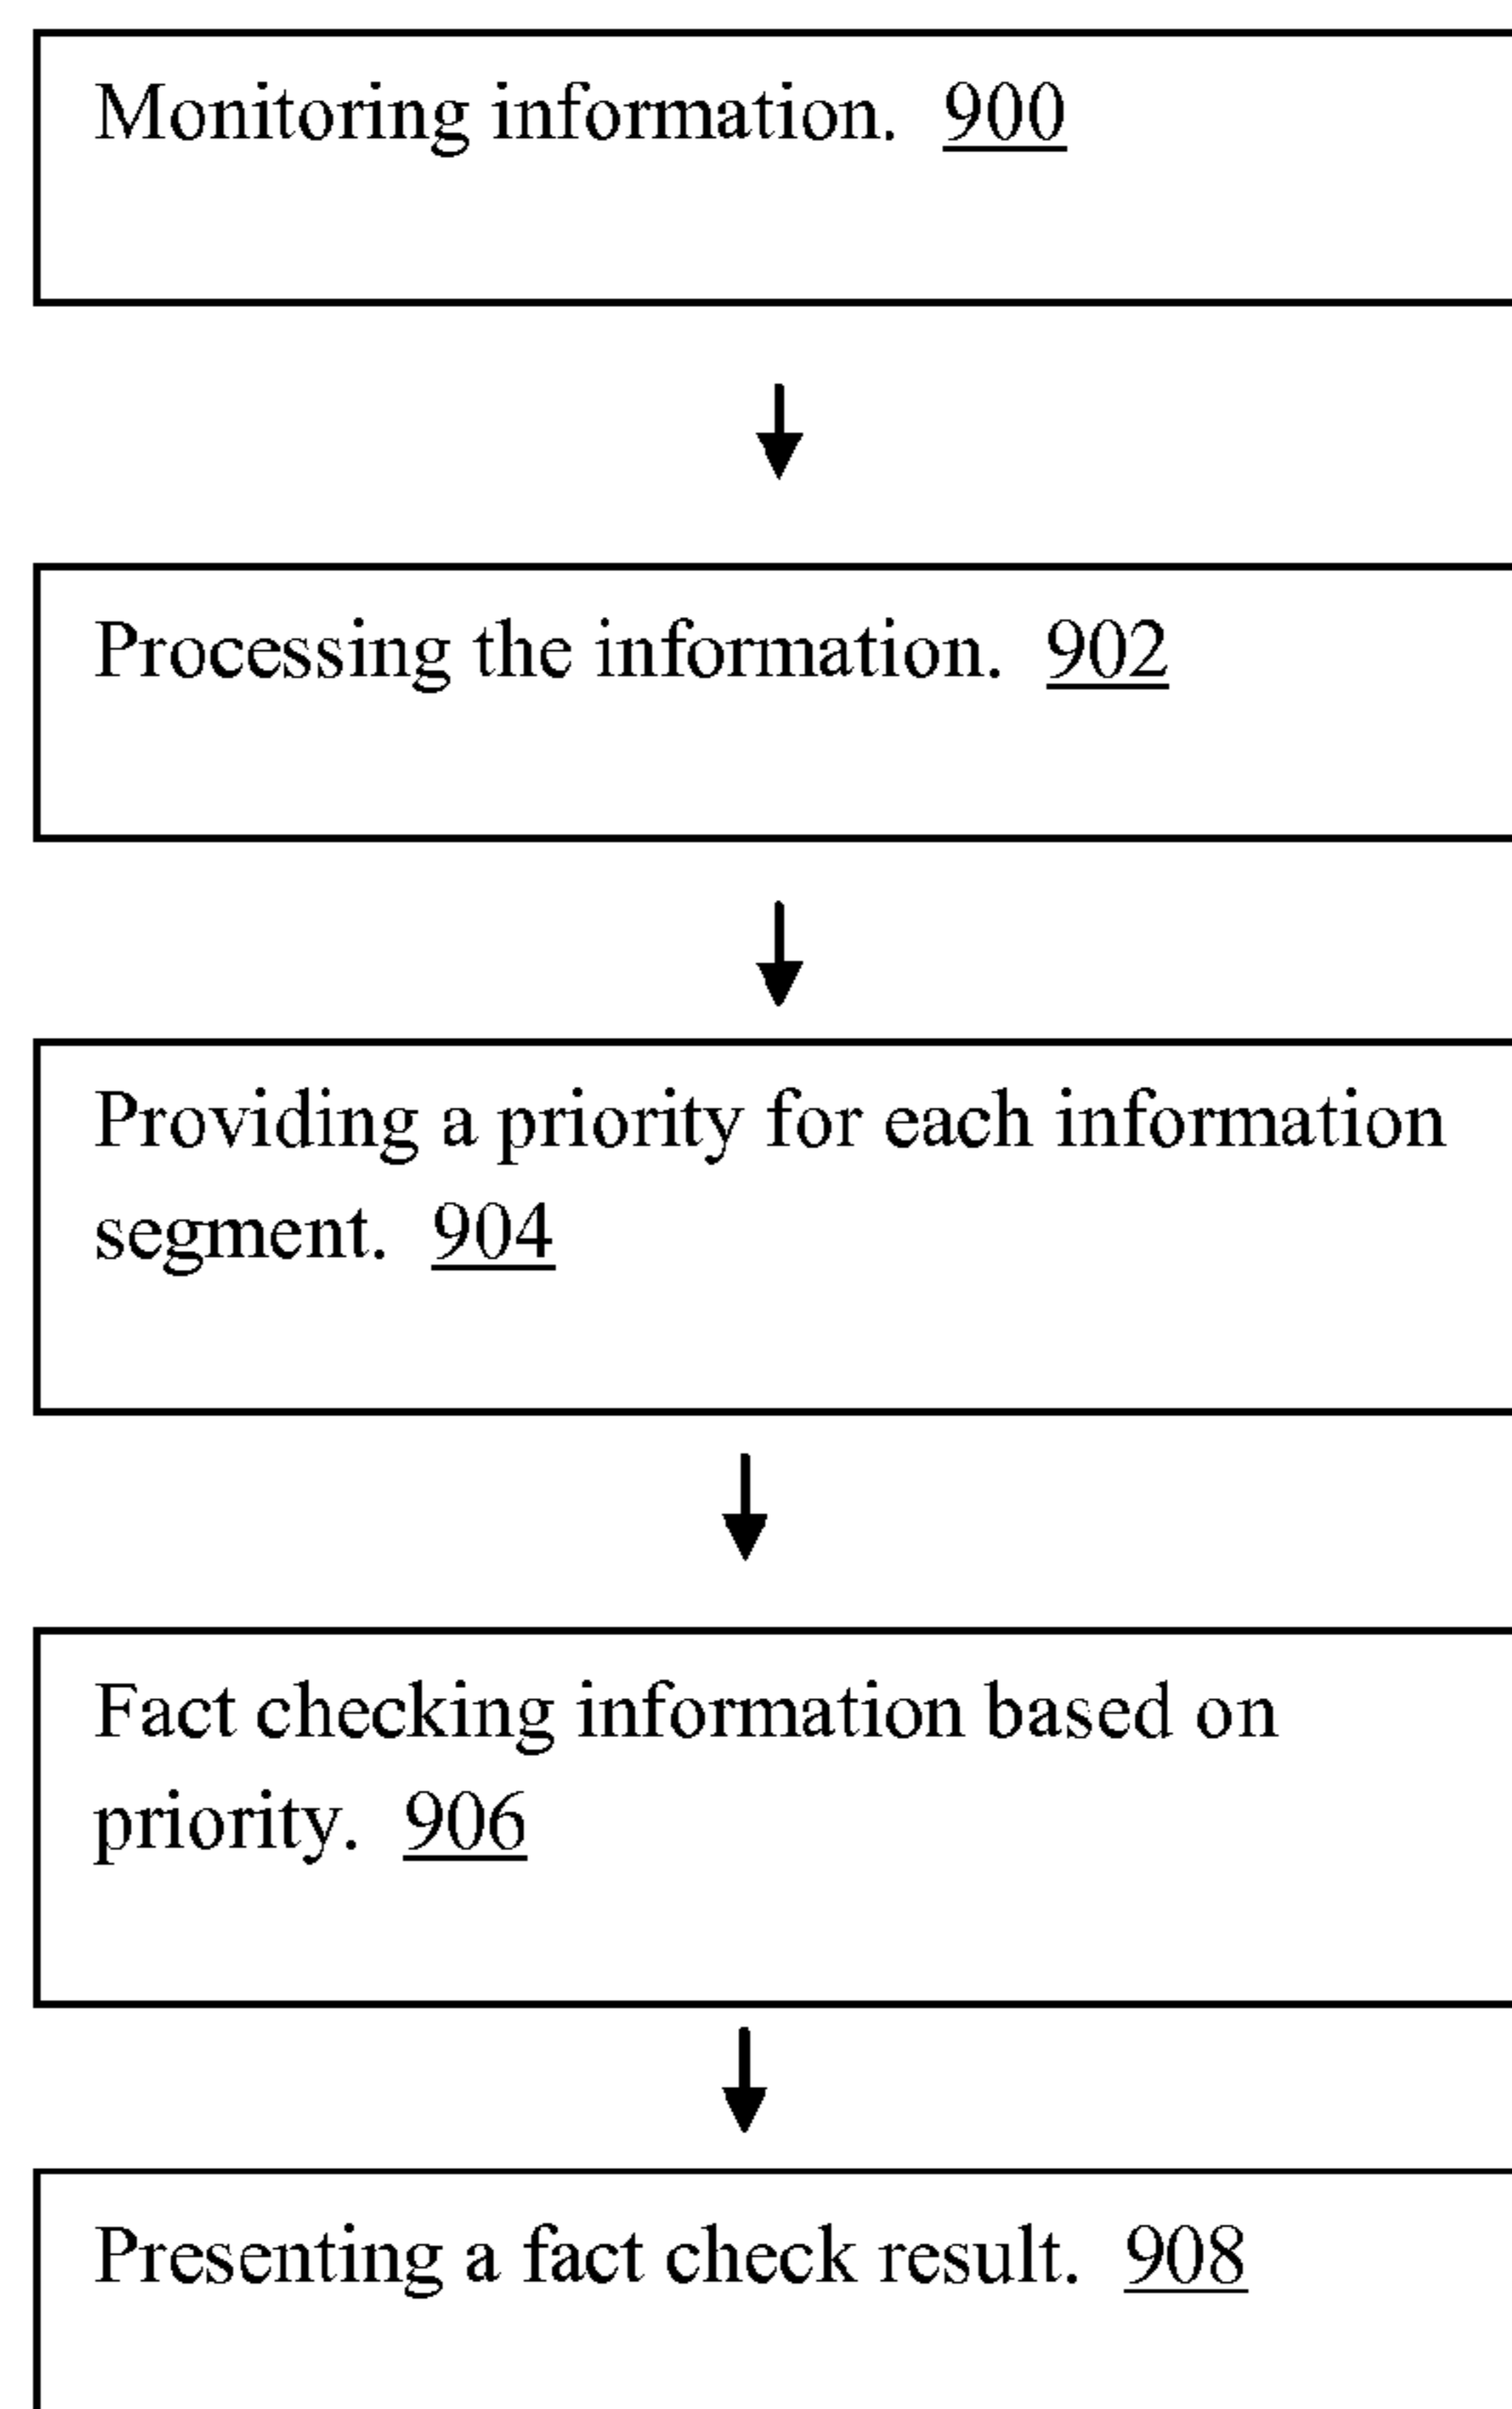 Monitoring information. 900
Processing the information. 902
Providing a priority for each information
segment. 904
Fact checking information based on
priority. 906
Presenting a fact check result. 908